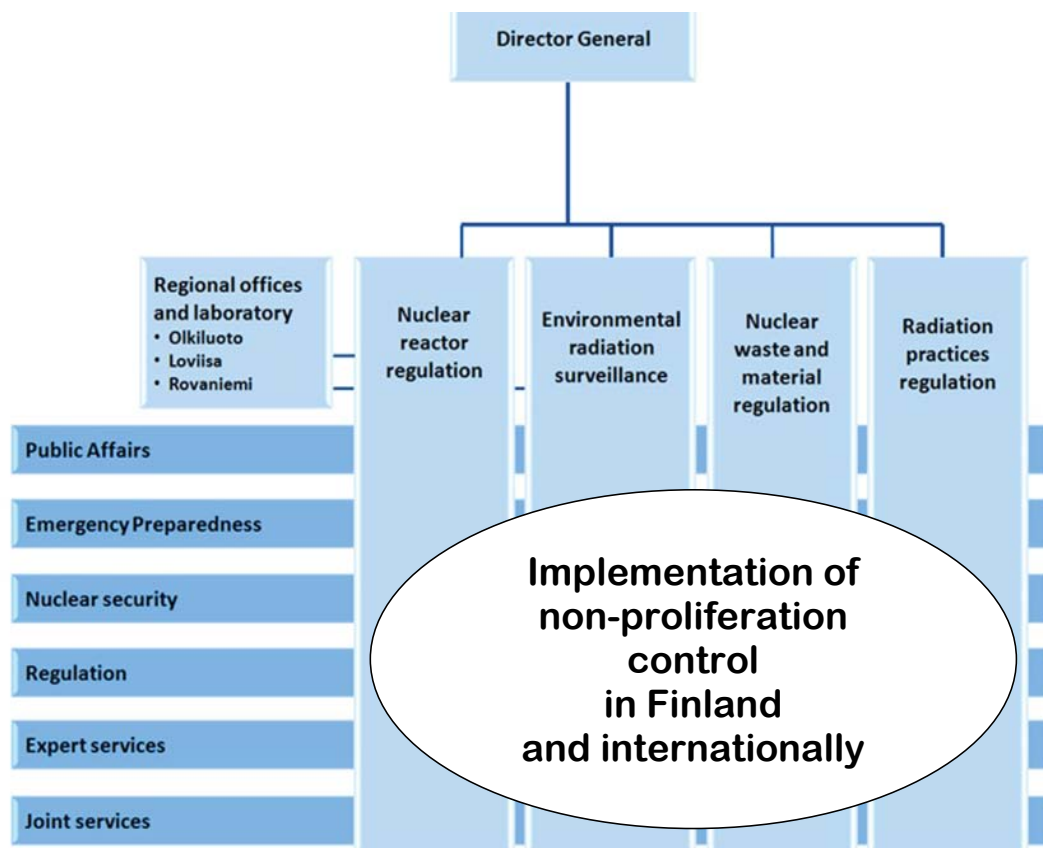 Director General
Regional offices
and laboratory
• Olkiluoto
• Loviisa
• Rovaniemi
Nuclear
reactor
regulation
Environmental
radiation
surveillance
Nuclear
waste and
material
regulation
Radiation
practices
regulation
Public Affairs
Emergency Preparedness
Nuclear security
Regulation
Expert services
Joint services
Implementation of
non-proliferation
control
in Finland
and internationally